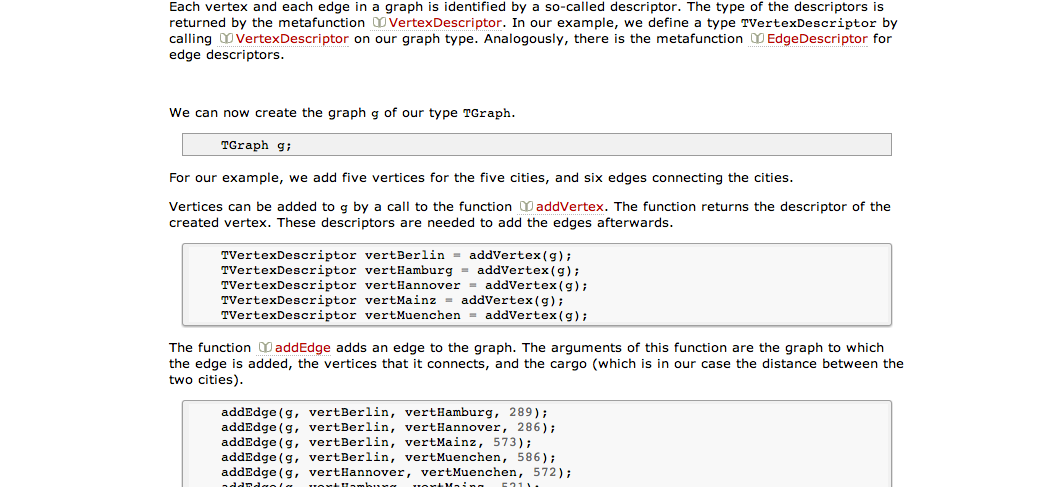 Each vertex and each edge in a graph is identified by a so-called descriptor. The type of the descriptors is
returned by the metafunction VertexDescriptor. In our example, we define a type TVertexDescriptor by
calling VertexDescriptor on our graph type. Analogously, there is the metafunction EdgeDescriptor for
edge descriptors.
We can now create the graph g of our type TGraph.
TGraph g;
For our example, we add five vertices for the five cities, and six edges connecting the cities.
Vertices can be added to g by a call to the function addVertex. The function returns the descriptor of the
created vertex. These descriptors are needed to add the edges afterwards.
TVertexDescriptor vertBerlin = addVertex(g);
TVertexDescriptor vertHamburg = addVertex(g);
TVertexDescriptor vertHannover = addVertex(g);
TVertexDescriptor vertMainz = addVertex(g);
TVertexDescriptor vertMuenchen = addVertex(g);
The function addEdge adds an edge to the graph. The arguments of this function are the graph to which
the edge is added, the vertices that it connects, and the cargo (which is in our case the distance between the
two cities).
addEdge(g, vertBerlin, vertHamburg, 289);
addEdge(g, vertBerlin, vertHannover, 286);
addEdge(g, vertBerlin, vertMainz, 573);
addEdge(g, vertBerlin, vertMuenchen, 586);
addEdge(g, vertHannover, vertMuenchen, 572);
addEdge(g, vertHamburg, vertMainz, 521);